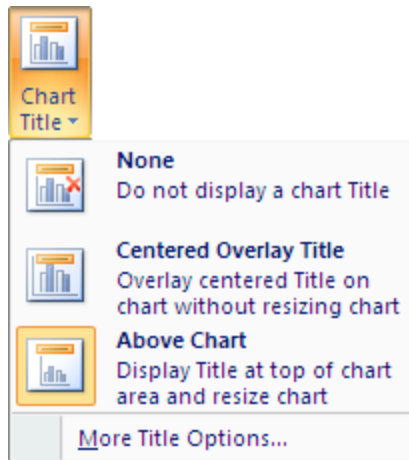 Chart
Title
None
Do not display a chart Title
Centered Overlay Title
Overlay centered Title on
chart without resizing chart
Above Chart
Display Title at top of chart
area and resize chart
More Title Options...